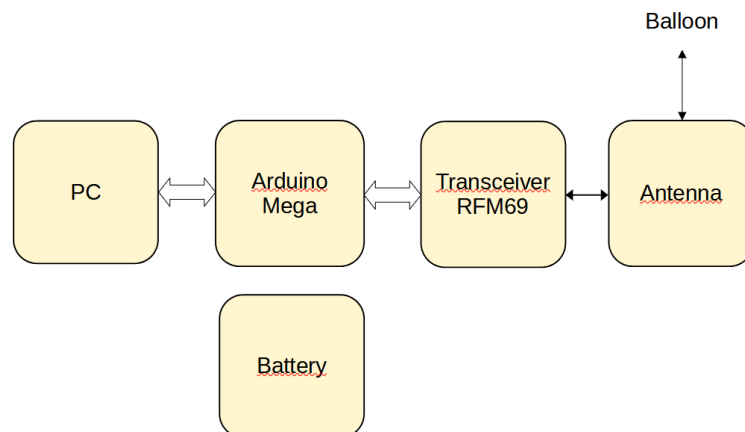 Balloon
PC
Arduino
Mega
Transceiver
RFM69
Antenna
Battery